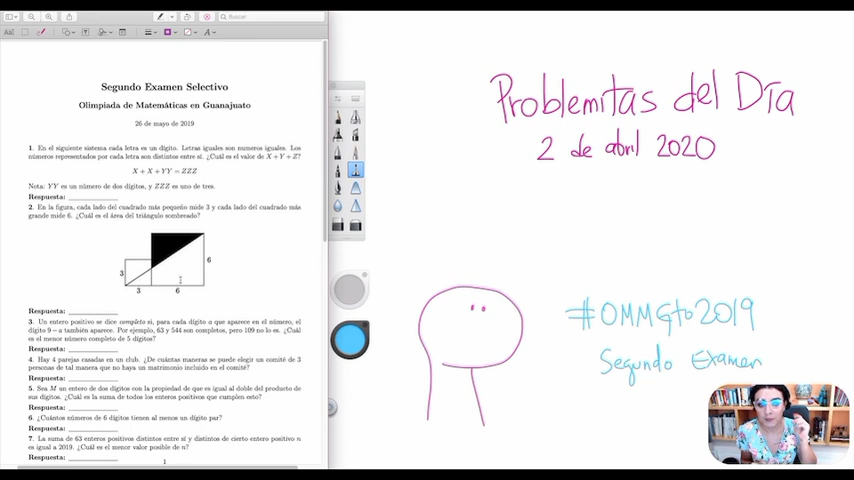 Buscar
Segundo Examen Selectivo
Olimpiada de Matemáticas en Guanajuato
26 de mayo de 2019
1. En el siguiente sistema cada letra es un dígito. Letras iguales son numeros iguales. Los
números representados por cada letra son distintos entre sí. ¿Cuál es el valor de X + Y + Z?
X + X + YY = ZZZ
Nota: YY es un número de dos dígitos, y ZZZ es uno de tres.
Respuesta:
2. En la figura, cada lado del cuadrado más pequeño mide 3 y cada lado del cuadrado más
grande mide 6. ¿Cuál es el área del triángulo sombreado?
3
6
3
6
Respuesta:
3. Un entero positivo se dice completo si, para cada dígito a que aparece en el número, el
dígito 9 − a también aparece. Por ejemplo, 63 y 544 son completos, pero 109 no lo es. ¿Cuál
es el menor número completo de 5 dígitos?
Respuesta:
4. Hay 4 parejas casadas en un club. ¿De cuántas maneras se puede elegir un comité de 3
personas de tal manera que no haya un matrimonio incluido en el comité?
Respuesta:
5. Sea M un entero de dos dígitos con la propiedad de que es igual al doble del producto de
sus dígitos. ¿Cuál es la suma de todos los enteros positivos que cumplen esto?
Respuesta:
6. ¿Cuántos números de 6 dígitos tienen al menos un dígito par?
Respuesta:
7. La suma de 63 enteros positivos distintos entre sí y distintos de cierto entero positivo n
es igual a 2019. ¿Cuál es el menor valor posible de n?
Respuesta:
1
Problemitas del Día
2 de abril 2020
#OMMGto2019
Segundo Examen